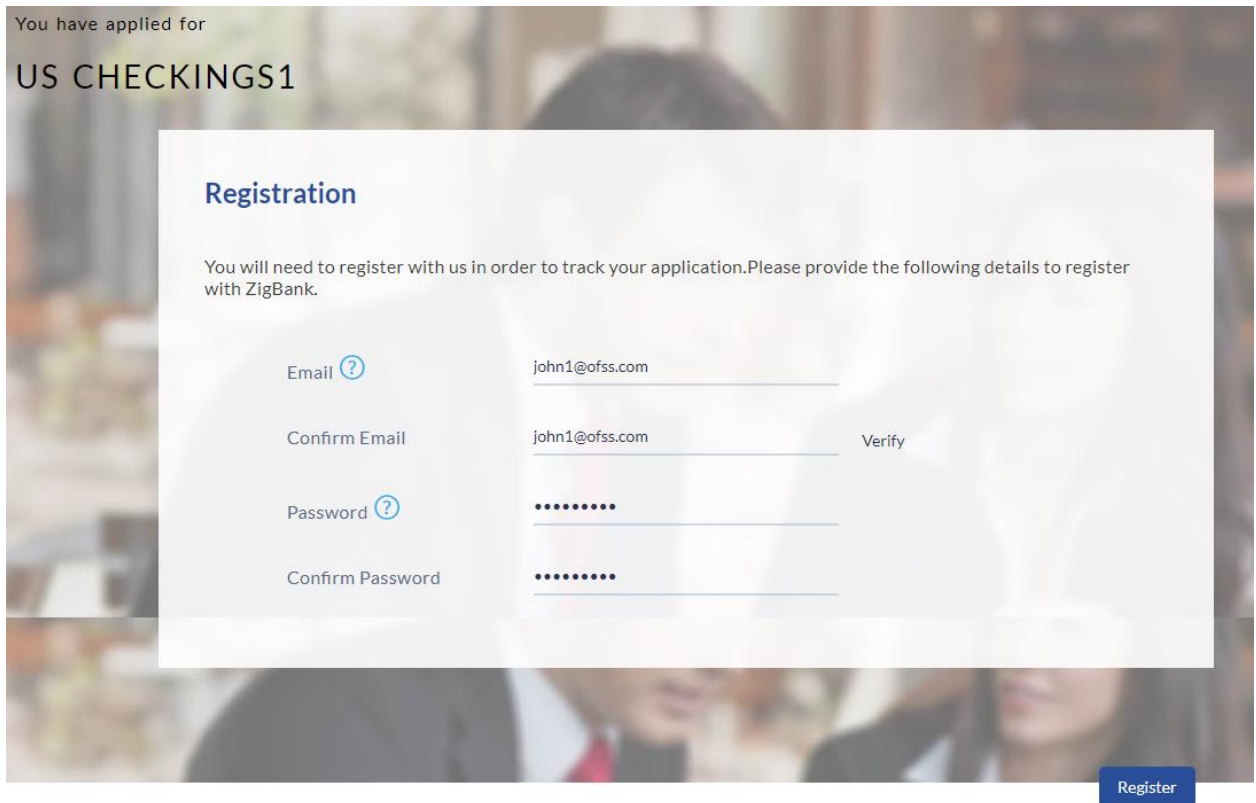 You have applied for
US CHECKINGS1
Registration
You will need to register with us in order to track your application.Please provide the following details to register
with ZigBank.
Email ?
john1@ofss.com
Confirm Email
john1@ofss.com
Verify
Password ?
•••••••••
Confirm Password
•••••••••
Register